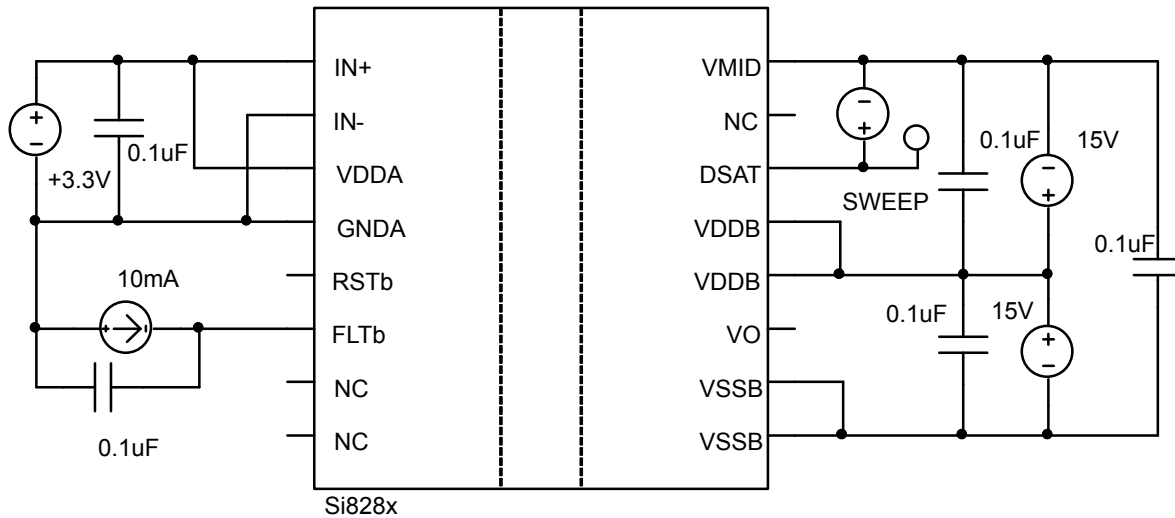 IN+
IN-
VDDA
GNDA
RSTb
FLTb
NC
NC
VMID
NC
DSAT
VDDB
VDDB
VO
VSSB
VSSB
+
-
+3.3V
0.1uF
10mA
+
-
0.1uF
-
+
SWEEP
0.1uF
15V
-
+
0.1uF
0.1uF
15V
+
-
Si828x